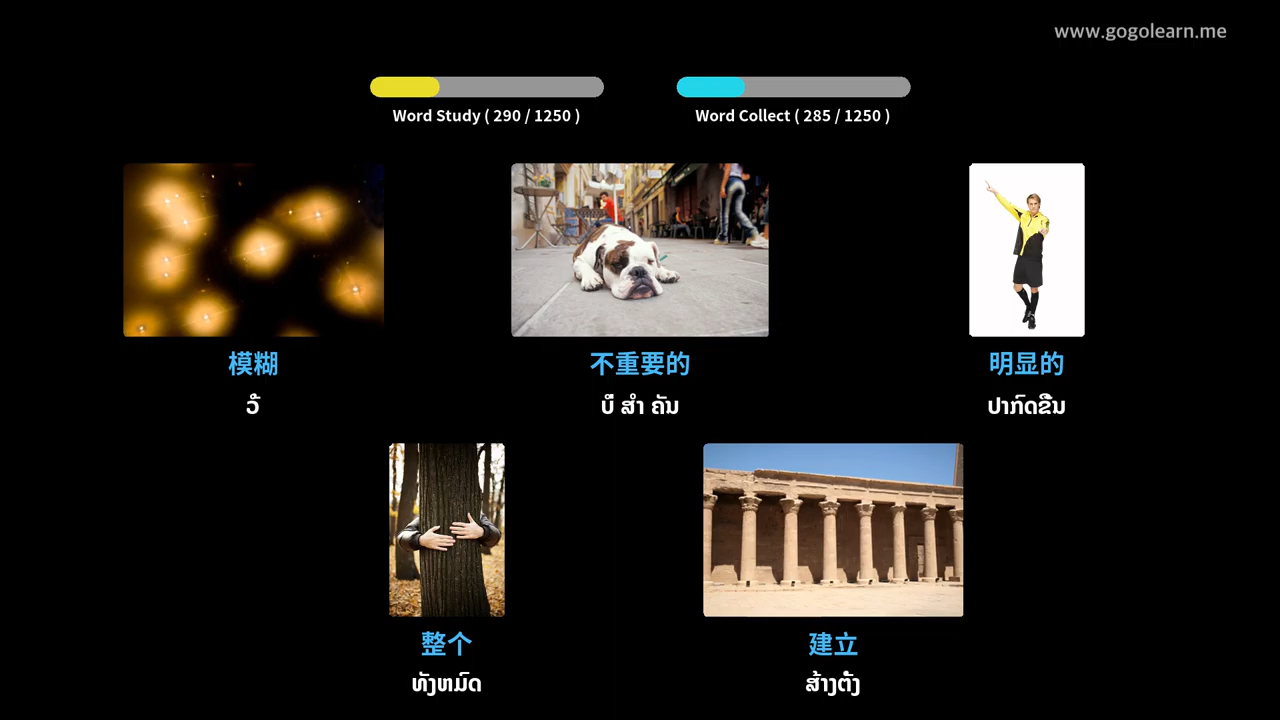 www.gogolearn.me
Word Study ( 290 / 1250 )
Word Collect ( 285 / 1250 )
模糊
ວີ້
不重要的
ບໍ່ ສຳ ຄັນ
明显的
ປາກົດຂື້ນ
整个
ທັງຫມົດ
建立
ສ້າງຕັ້ງ